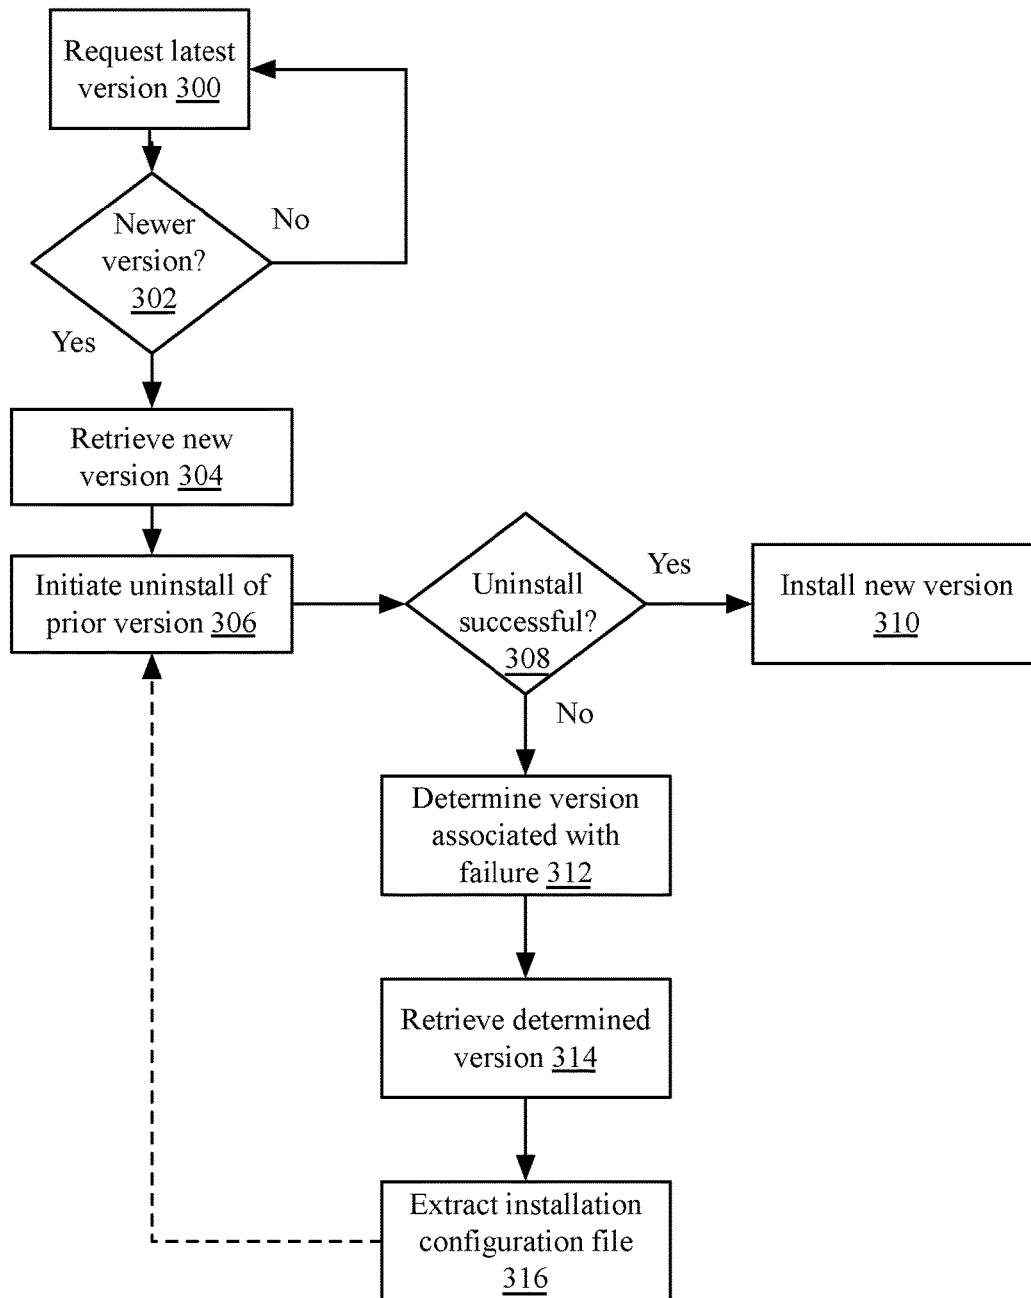 Request latest
version 300
Newer
version?
302
No
Yes
Retrieve new
version 304
Initiate uninstall of
prior version 306
Uninstall
successful?
308
Yes
Install new version
310
No
Determine version
associated with
failure 312
Retrieve determined
version 314
Extract installation
configuration file
316